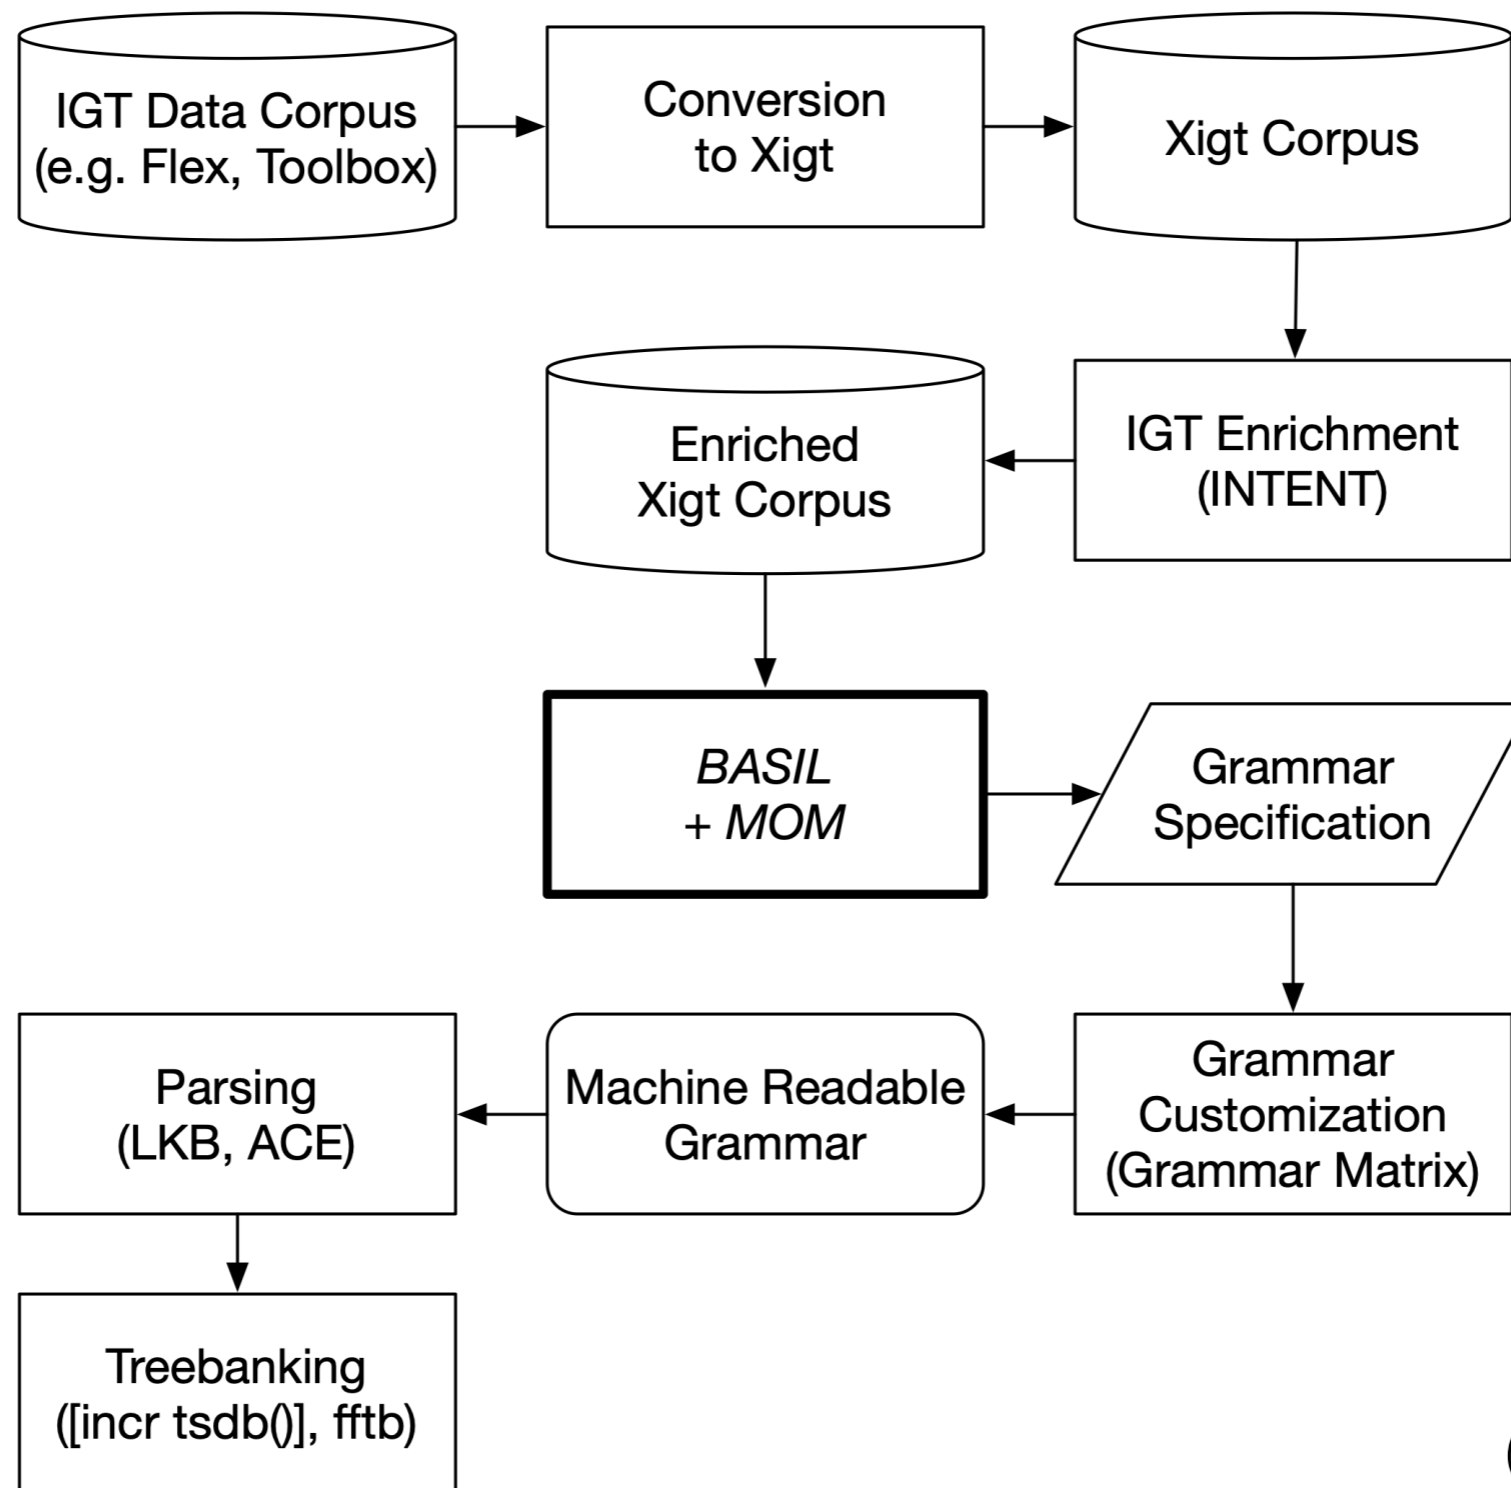 IGT Data Corpus
(e.g. Flex, Toolbox)
Conversion
to Xigt
Xigt Corpus
IGT Enrichment
(INTENT)
Enriched
Xigt Corpus
BASIL
+ MOM
Grammar
Specification
Grammar
Customization
(Grammar Matrix)
Machine Readable
Grammar
Parsing
(LKB, ACE)
Treebanking
([incr tsdb()], fftb)